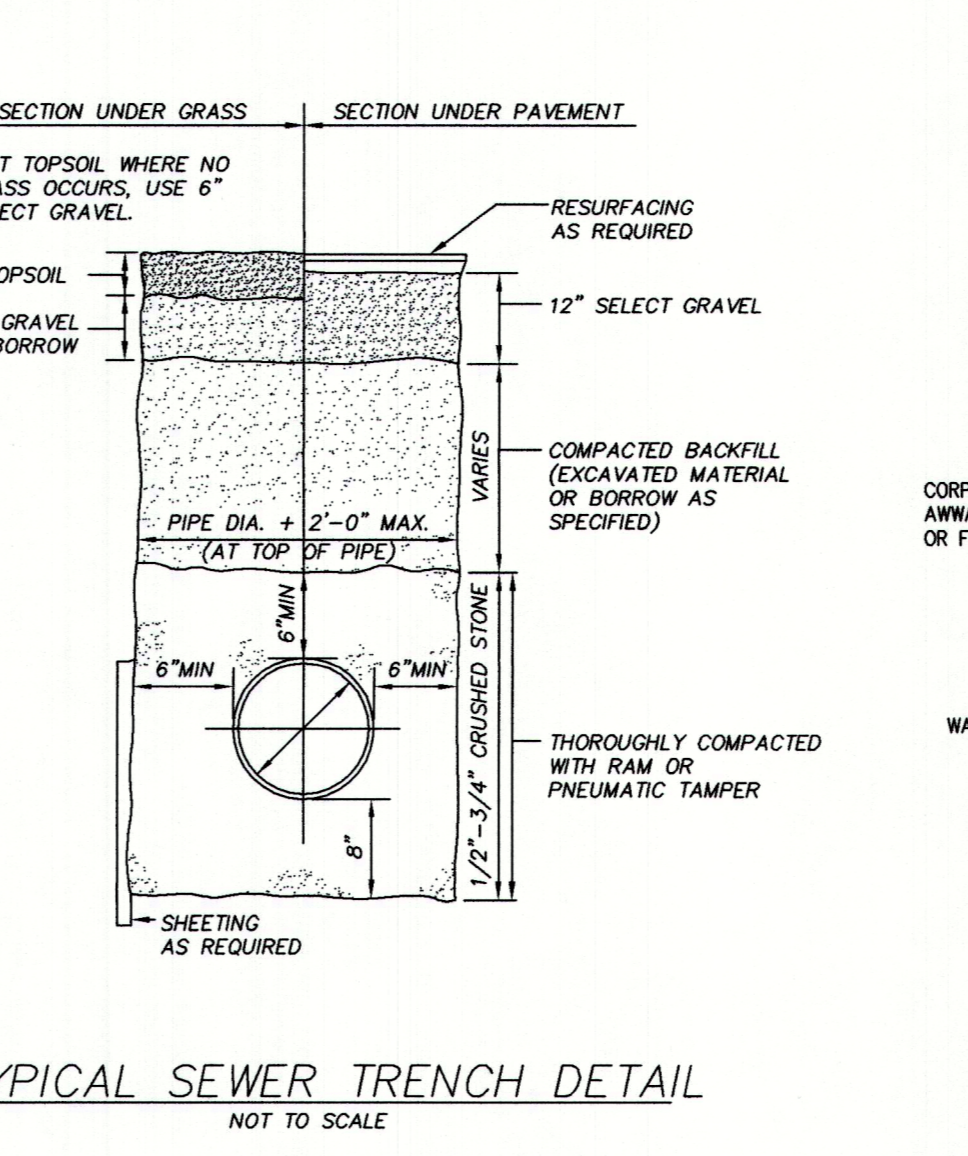 SECTION UNDER GRASS
SECTION UNDER PAVEMENT
T TOPSOIL WHERE NO
ASS OCCURS, USE 6"
ECT GRAVEL.
RESURFACING
AS REQUIRED
OPSOIL
12" SELECT GRAVEL
GRAVEL
BORROW
VARIES
COMPACTED BACKFILL
(EXCAVATED MATERIAL
OR BORROW AS
SPECIFIED)
PIPE DIA. + 2'-0" MAX.
(AT TOP OF PIPE)
6"MIN
6"MIN
6"MIN
1/2"-3/4" CRUSHED STONE
THOROUGHLY COMPACTED
WITH RAM OR
PNEUMATIC TAMPER
8"
SHEETING
AS REQUIRED
YPICAL SEWER TRENCH DETAIL
NOT TO SCALE
CORP
AWWA
OR F
WA